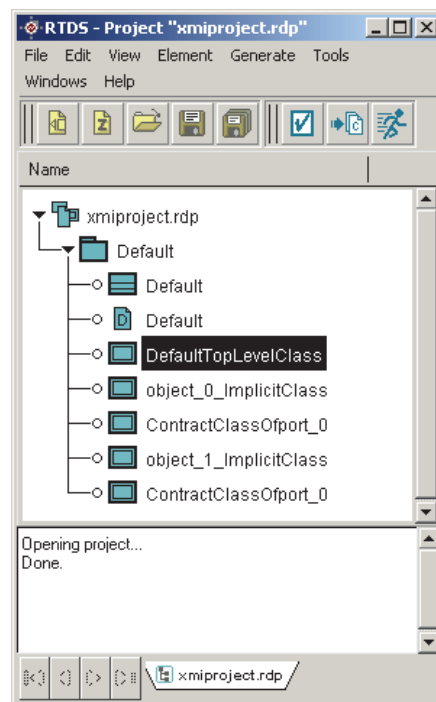 RTDS - Project "xmiproject.rdp"
File Edit View Element Generate Tools
Windows Help
Name
xmiproject.rdp
Default
Default
D Default
DefaultTopLevelClass
object_0_ImplicitClass
ContractClassOfport_0
object_1_ImplicitClass
ContractClassOfport_0
Opening project...
Done.
xmiproject.rdp